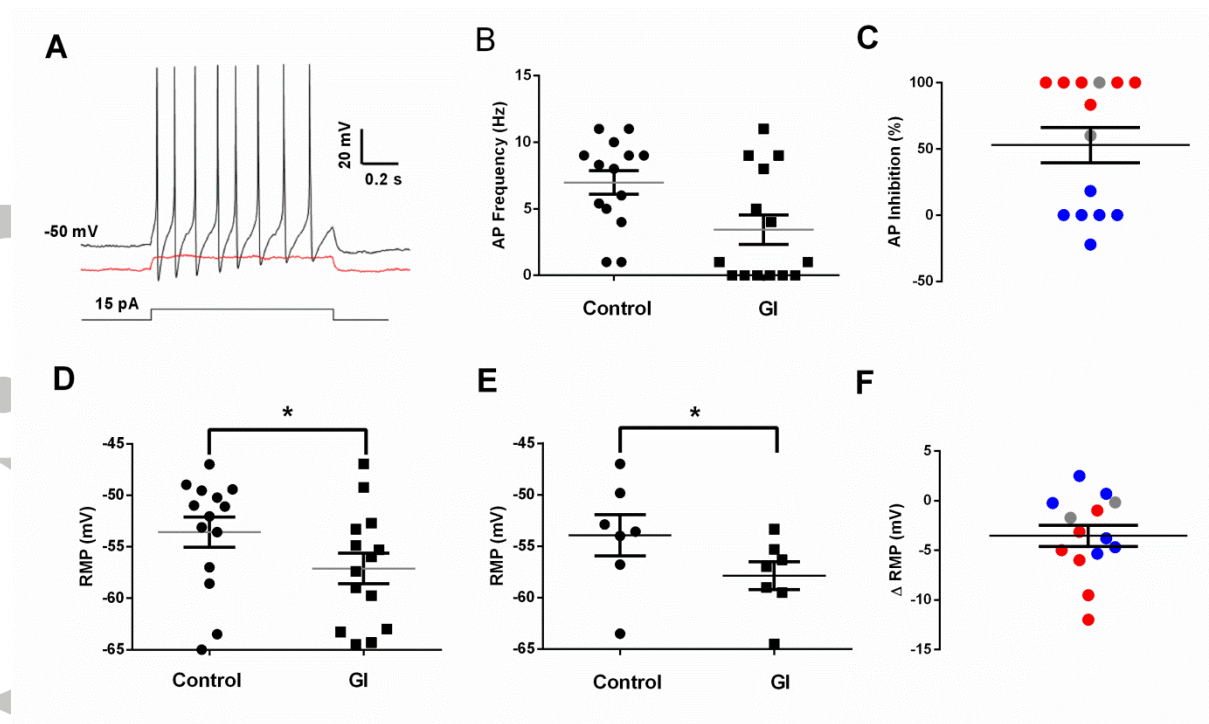 A
-50 mV
20 mV
0.2 s
15 pA
B
AP Frequency (Hz)
15
10
5
0
Control
GI
C
AP Inhibition (%)
100
50
0
-50
D
*
RMP (mV)
-45
-50
-55
-60
-65
Control
GI
E
*
RMP (mV)
-45
-50
-55
-60
-65
Control
GI
F
Δ RMP (mV)
5
0
-5
-10
-15